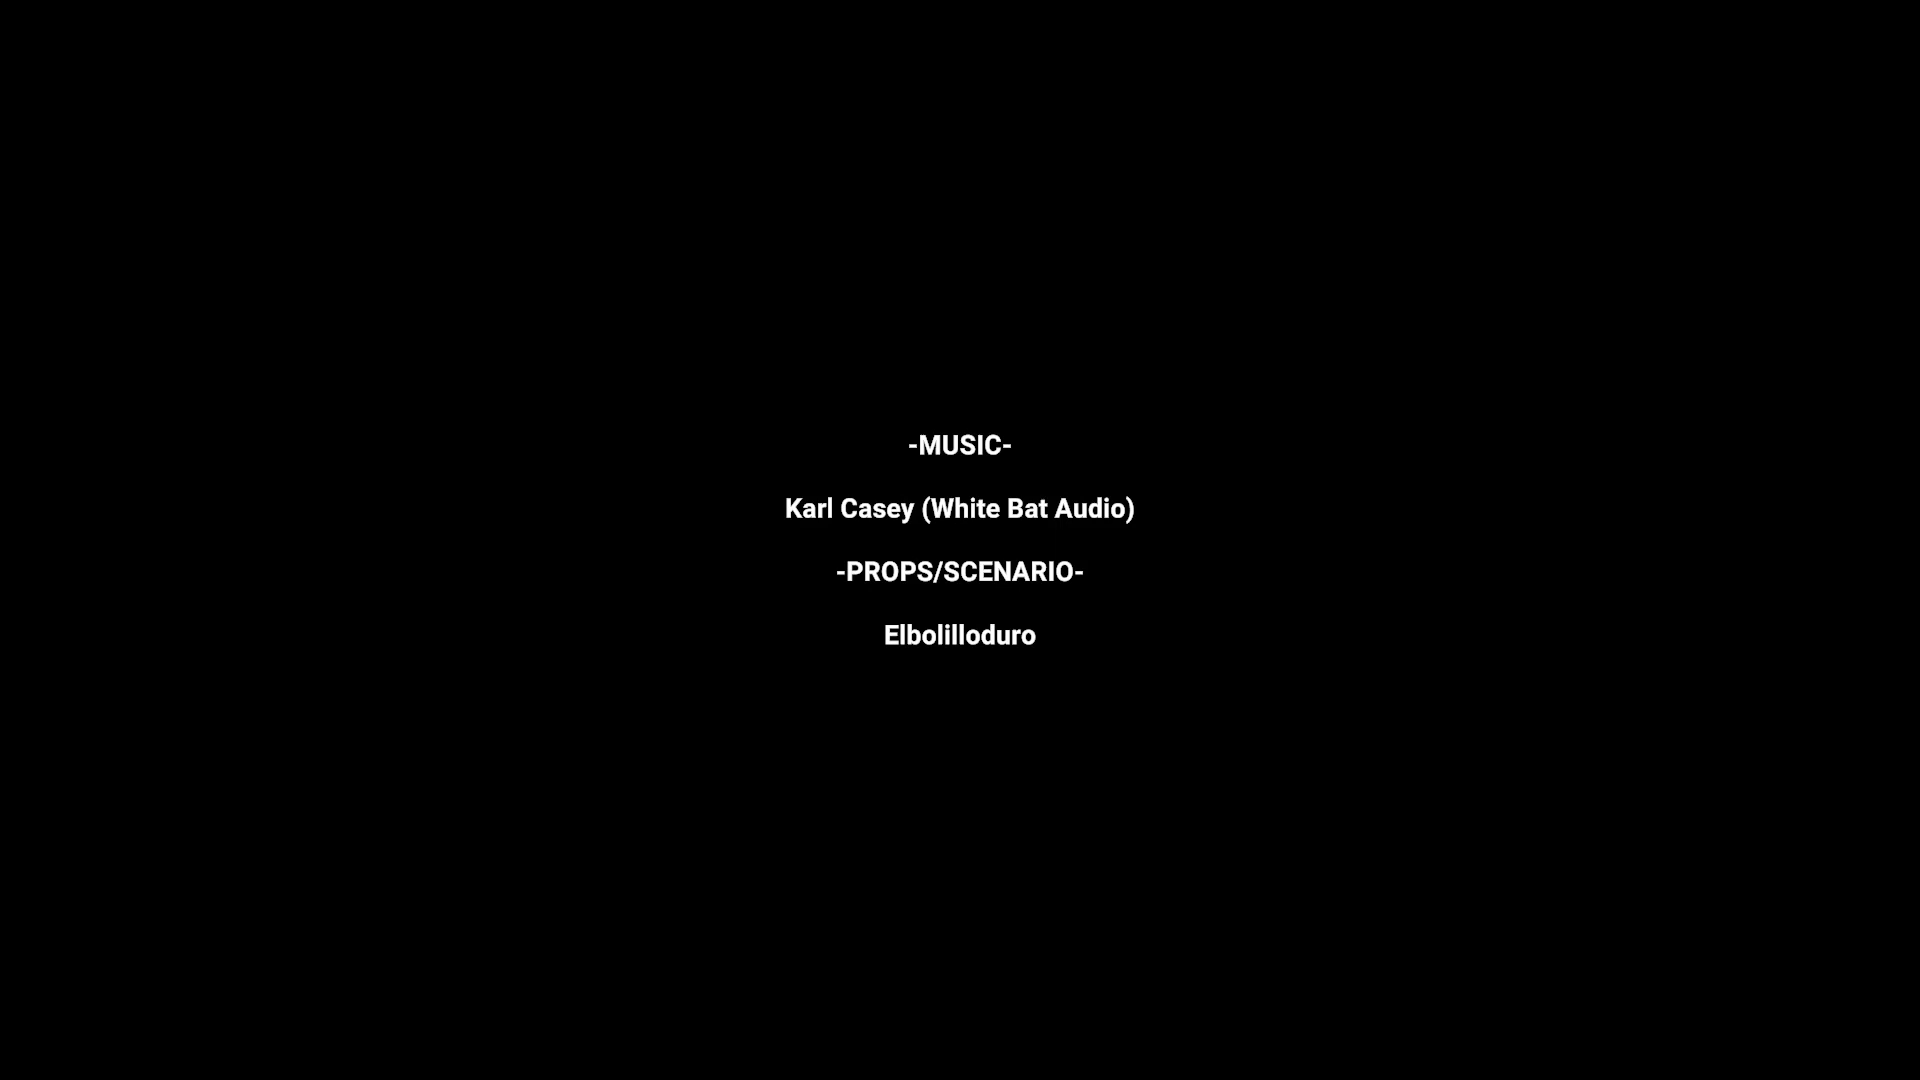 -MUSIC-
Karl Casey (White Bat Audio)
-PROPS/SCENARIO-
Elbolilloduro